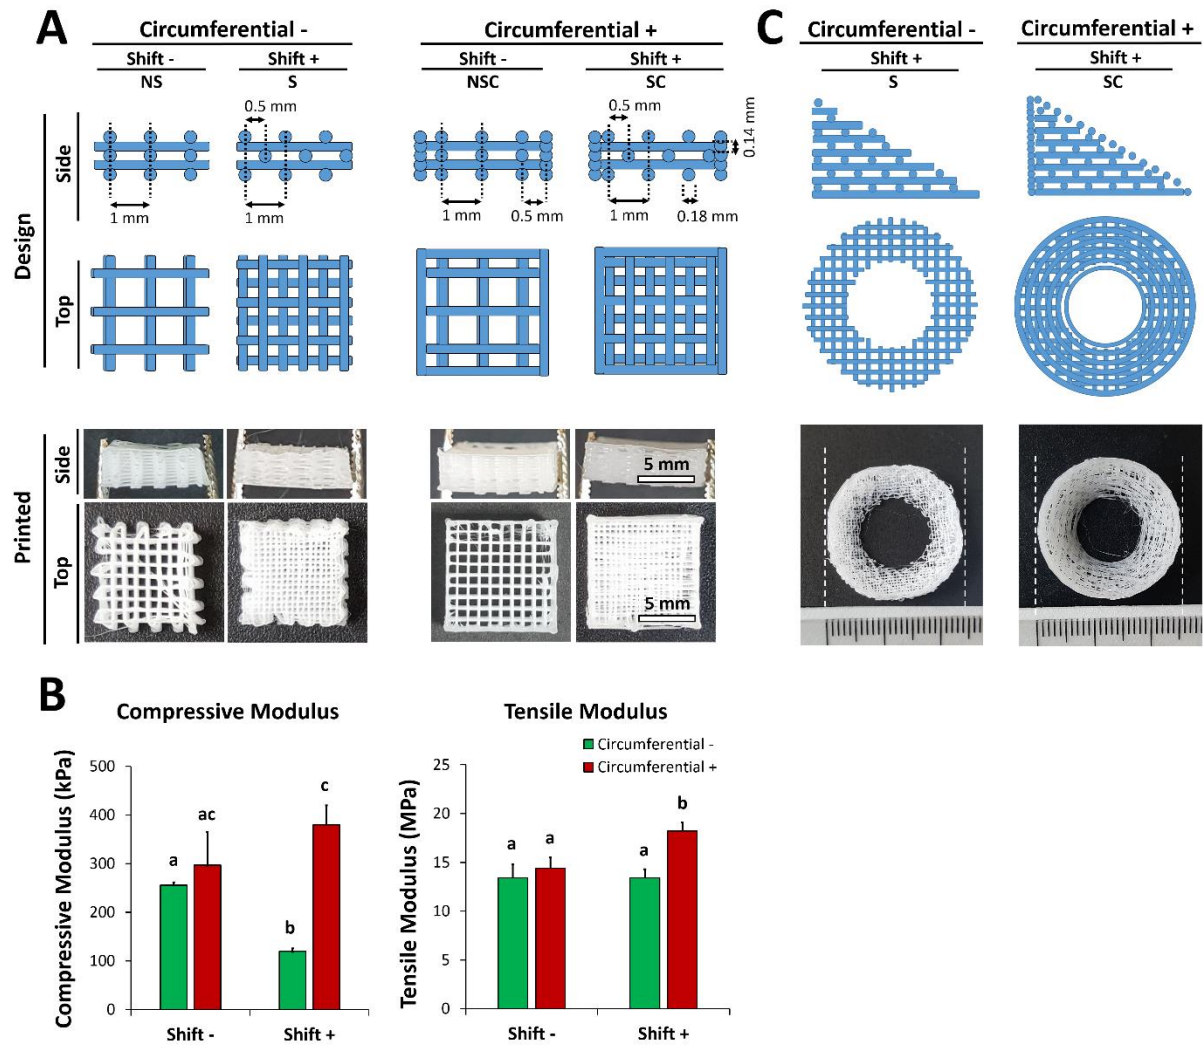 A
Circumferential -
Circumferential +
Shift -
Shift +
Shift -
Shift +
NS
S
NSC
SC
Design
Side
0.5 mm
1 mm
1 mm
1 mm
0.5 mm
0.5 mm
1 mm
0.18 mm
0.14 mm
Top
Printed
Side
5 mm
Top
5 mm
C
Circumferential -
Circumferential +
Shift +
Shift +
S
SC
B
Compressive Modulus
Compressive Modulus (kPa)
500
400
300
200
100
0
a
ac
b
c
Shift -
Shift +
Tensile Modulus
Circumferential -
Circumferential +
Tensile Modulus (MPa)
25
20
15
10
5
0
a
a
a
b
Shift -
Shift +